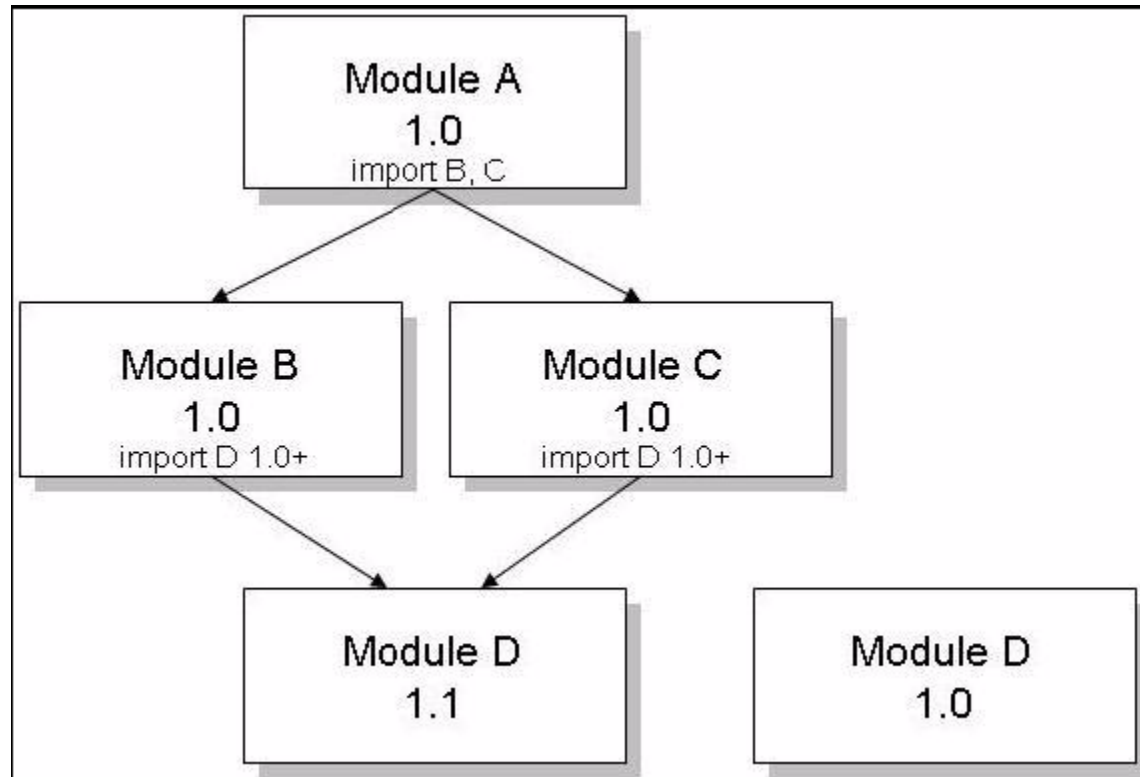 Module A
1.0
import B, C
Module B
1.0
import D 1.0+
Module C
1.0
import D 1.0+
Module D
1.1
Module D
1.0